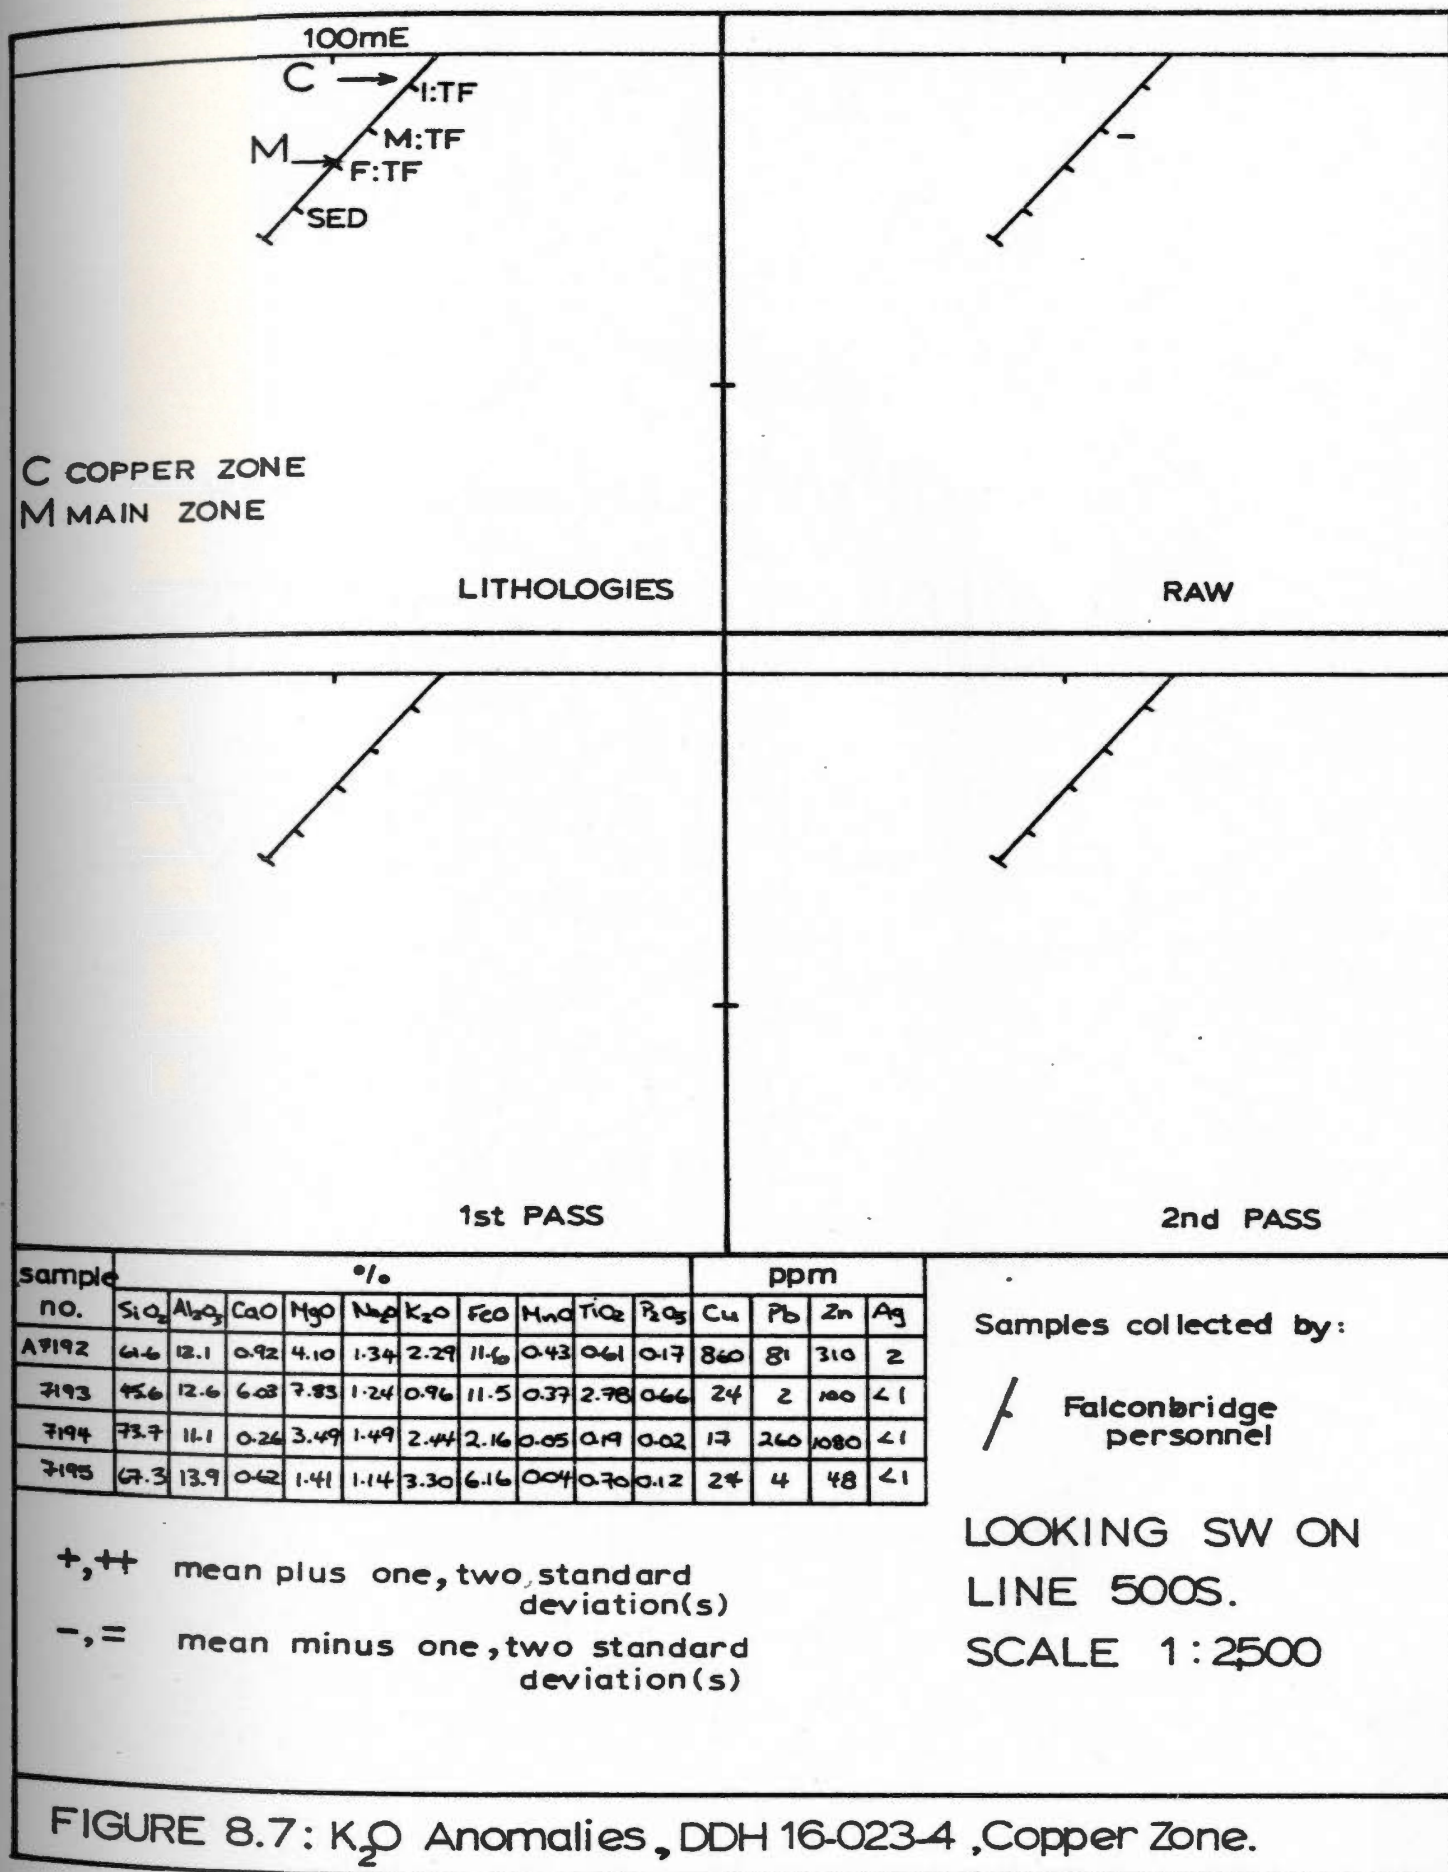 100mE
C
I:TF
M:TF
M
F:TF
SED
-
C COPPER ZONE
M MAIN ZONE
LITHOLOGIES
RAW
1st PASS
2nd PASS
sample no. % ppm
SiO₂ Al₂O₃ CaO MgO Na₂O K₂O FeO MnO TiO₂ P₂O₅ Cu Pb Zn Ag
A7192 61.6 12.1 0.92 4.10 1.34 2.29 11.6 0.43 0.61 0.17 860 81 310 2
7193 45.6 12.6 6.03 7.83 1.24 0.96 11.5 0.37 2.78 0.66 24 2 100 <1
7194 73.7 11.1 0.26 3.49 1.49 2.44 2.16 0.05 0.19 0.02 17 260 1080 <1
7195 67.3 13.9 0.62 1.41 1.14 3.30 6.16 0.04 0.70 0.12 24 4 48 <1
Samples collected by:
Falconbridge
personnel
+,++ mean plus one, two, standard
deviation(s)
-,= mean minus one, two standard
deviation(s)
LOOKING SW ON
LINE 500S.
SCALE 1:2500
FIGURE 8.7: K₂O Anomalies, DDH 16-023-4, Copper Zone.